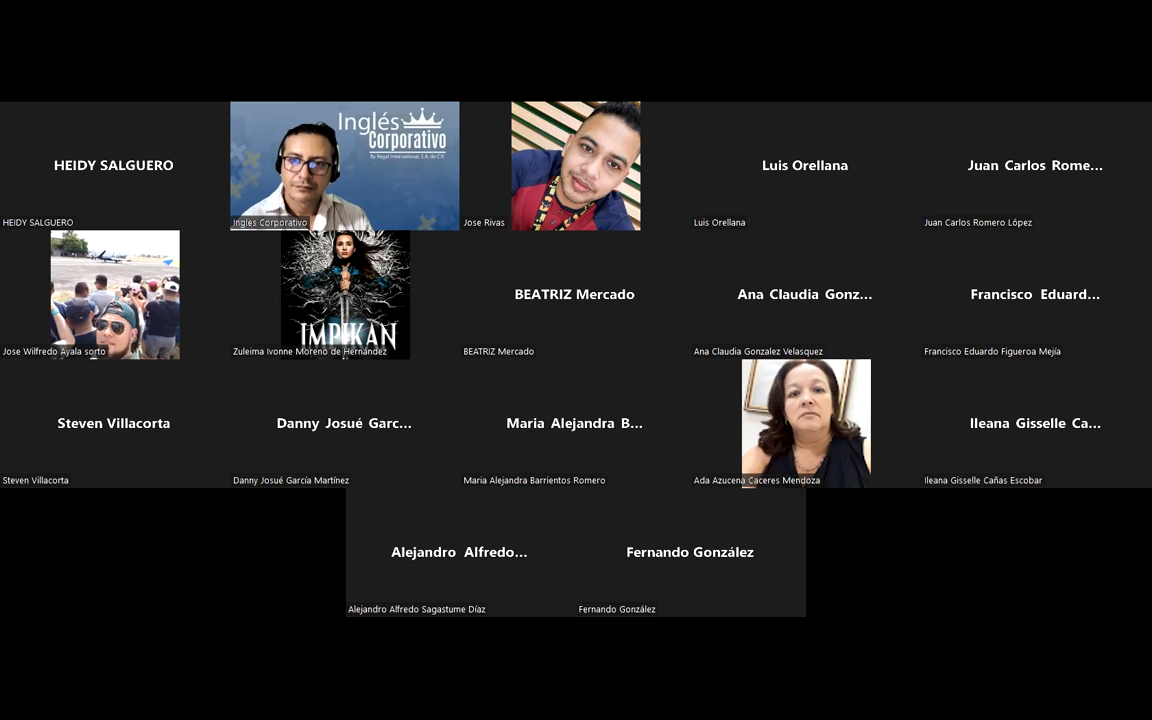 HEIDY SALGUERO
HEIDY SALGUERO
Inglés
Corporativo
By Regal International, S.A. de C.V.
Inglés Corporativo
Jose Rivas
Luis Orellana
Luis Orellana
Juan Carlos Rome...
Juan Carlos Romero López
Jose Wilfredo Ayala sorto
IMPIKAN
Zuleima Ivonne Moreno de Hernández
BEATRIZ Mercado
BEATRIZ Mercado
Ana Claudia Gonz...
Ana Claudia Gonzalez Velasquez
Francisco Eduard...
Francisco Eduardo Figueroa Mejía
Steven Villacorta
Steven Villacorta
Danny Josué Garc...
Danny Josué García Martínez
Maria Alejandra B...
Maria Alejandra Barrientos Romero
Ada Azucena Caceres Mendoza
Ileana Gisselle Ca...
Ileana Gisselle Cañas Escobar
Alejandro Alfredo...
Alejandro Alfredo Sagastume Díaz
Fernando González
Fernando González